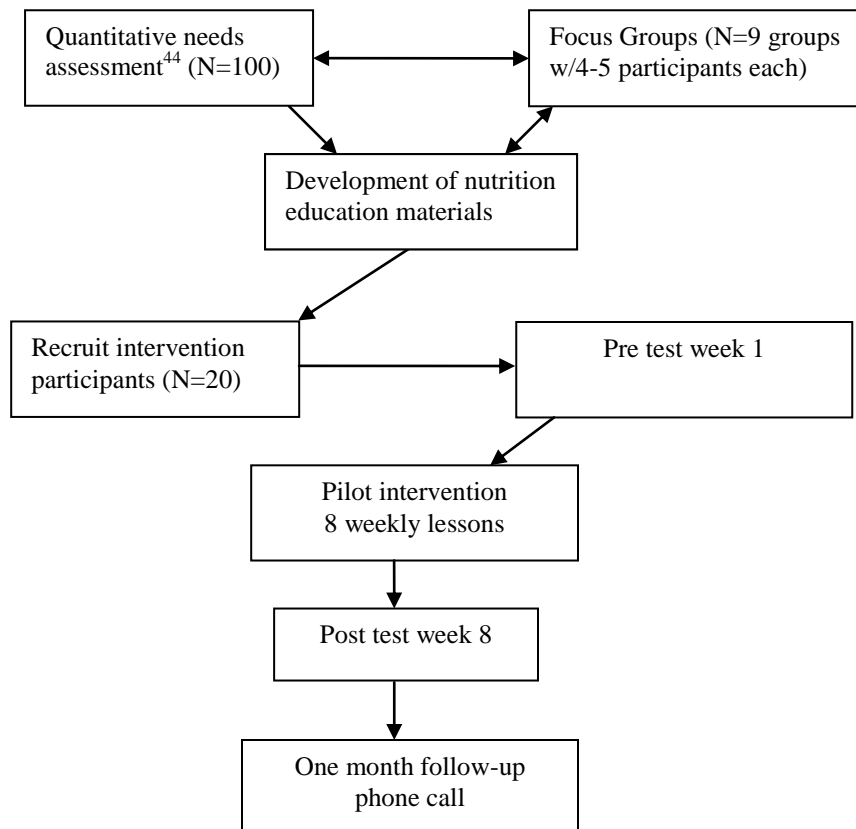 Quantitative needs
assessment44 (N=100)
Focus Groups (N=9 groups
w/4-5 participants each)
Development of nutrition
education materials
Recruit intervention
participants (N=20)
Pre test week 1
Pilot intervention
8 weekly lessons
Post test week 8
One month follow-up
phone call